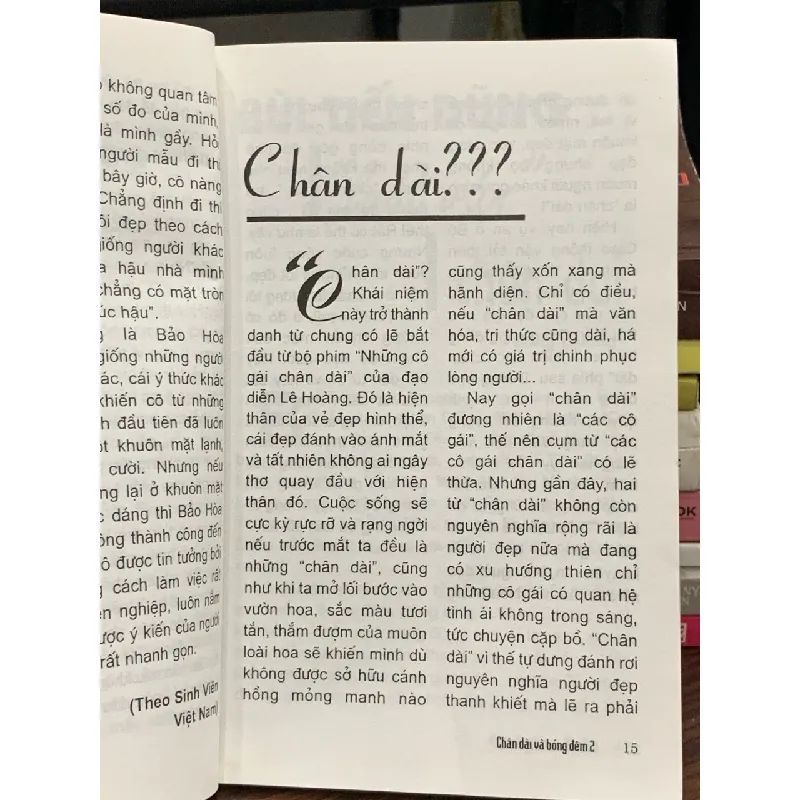 không quan tâm
số đo của mình,
là mình gầy. Hỏi
người mẫu đi thi
bây giờ, cô nàng
Chẳng định đi thi
đẹp theo cách
giống người khác
hậu nhà mình
chẳng có mặt tròn
úc hậu”.
là Bảo Hòa
giống những người
ác, cái ý thức khác
khiến cô từng những
đầu tiên đã luôn
khuôn mặt lạnh,
cười. Nhưng nếu
lại ở khuôn mặt
dáng thì Bảo Hòa
ông thành công đến
ô được tin tưởng bởi
cách làm việc rất
nghiệp, luôn nắm
ược ý kiến của người
rất nhanh gọn.
(Theo Sinh Viên
Việt Nam)
Chân dài???
“Chân dài”?
Khái niệm
này trở thành
danh từ chung có lẽ bắt
đầu từ bộ phim “Những cô
gái chân dài” của đạo
diễn Lê Hoàng. Đó là hiện
thân của vẻ đẹp hình thể,
cái đẹp đánh vào ánh mắt
và tất nhiên không ai ngây
thơ quay đầu với hiện
thân đó. Cuộc sống sẽ
cực kỳ rực rỡ và rạng ngời
nếu trước mắt ta đều là
những “chân dài”, cũng
như khi ta mở lối bước vào
vườn hoa, sắc màu tươi
tắn, thắm đượm của muôn
loài hoa sẽ khiến mình dù
không được sở hữu cánh
hồng mỏng manh nào
cũng thấy xốn xang mà
hãnh diện. Chỉ có điều,
nếu “chân dài” mà văn
hóa, tri thức cũng dài, há
mới có giá trị chinh phục
lòng người...
Nay gọi “chân dài”
đương nhiên là “các cô
gái”, thế nên cụm từ “các
cô gái chân dài” có lẽ
thừa. Nhưng gần đây, hai
từ “chân dài” không còn
nguyên nghĩa rộng rãi là
người đẹp nữa mà đang
có xu hướng thiên chỉ
những cô gái có quan hệ
tình ái không trong sáng,
tức chuyện cặp bồ. “Chân
dài” vì thế tự dưng đánh rơi
nguyên nghĩa người đẹp
thanh khiết mà lẽ ra phải
Chân dài và bóng đêm 2 15